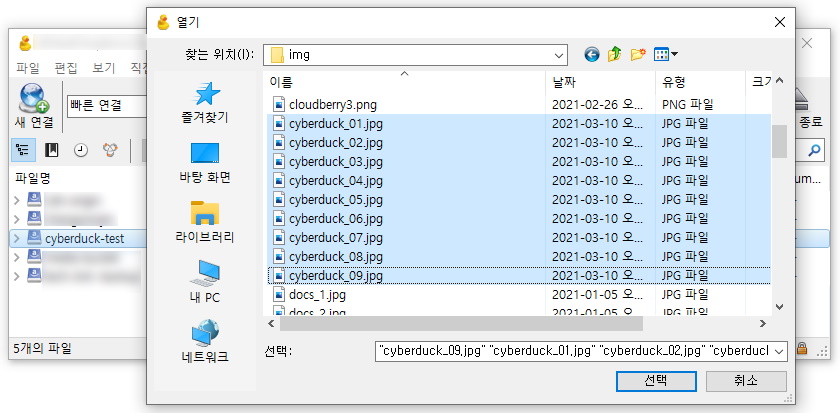 열기
찾는 위치(I):
img
파일 편집 보기
새 연결
빠른 연결
종료
파일명
um...
cyberduck-test
5개의 파일
즐겨찾기
바탕 화면
라이브러리
내 PC
네트워크
이름 날짜 유형 크기
cloudberry3.png 2021-02-26 오... PNG 파일
cyberduck_01.jpg 2021-03-10 오... JPG 파일
cyberduck_02.jpg 2021-03-10 오... JPG 파일
cyberduck_03.jpg 2021-03-10 오... JPG 파일
cyberduck_04.jpg 2021-03-10 오... JPG 파일
cyberduck_05.jpg 2021-03-10 오... JPG 파일
cyberduck_06.jpg 2021-03-10 오... JPG 파일
cyberduck_07.jpg 2021-03-10 오... JPG 파일
cyberduck_08.jpg 2021-03-10 오... JPG 파일
cyberduck_09.jpg 2021-03-10 오... JPG 파일
docs_1.jpg 2021-01-05 오... JPG 파일
docs_2.jpg 2021-01-05 오... JPG 파일
선택:
"cyberduck_09.jpg" "cyberduck_01.jpg" "cyberduck_02.jpg" "cyberducl
선택 취소